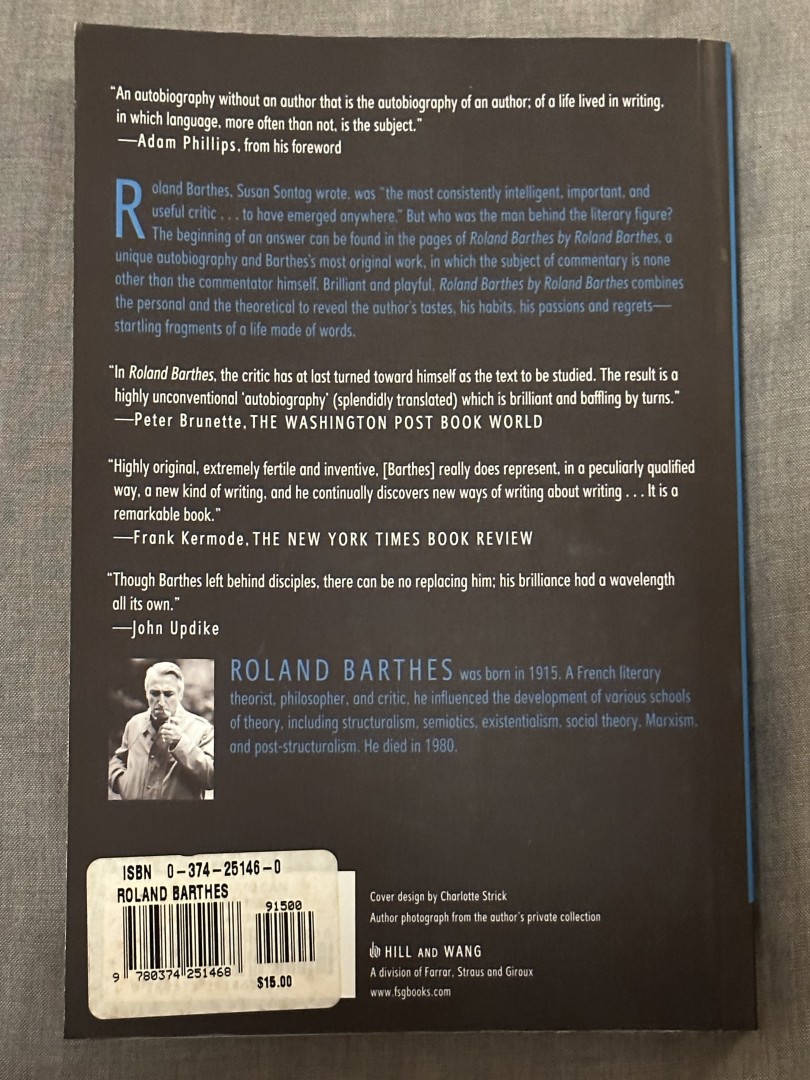 “An autobiography without an author that is the autobiography of an author; of a life lived in writing,
in which language, more often than not, is the subject.”
—Adam Phillips, from his foreword
Roland Barthes, Susan Sontag wrote, was “the most consistently intelligent, important, and
useful critic . . . to have emerged anywhere.” But who was the man behind the literary figure?
The beginning of an answer can be found in the pages of Roland Barthes by Roland Barthes, a
unique autobiography and Barthes's most original work, in which the subject of commentary is none
other than the commentator himself. Brilliant and playful, Roland Barthes by Roland Barthes combines
the personal and the theoretical to reveal the author's tastes, his habits, his passions and regrets—
startling fragments of a life made of words.
“In Roland Barthes, the critic has at last turned toward himself as the text to be studied. The result is a
highly unconventional ‘autobiography’ (splendidly translated) which is brilliant and baffling by turns.”
—Peter Brunette, THE WASHINGTON POST BOOK WORLD
“Highly original, extremely fertile and inventive, [Barthes] really does represent, in a peculiarly qualified
way, a new kind of writing, and he continually discovers new ways of writing about writing . . . It is a
remarkable book.”
—Frank Kermode, THE NEW YORK TIMES BOOK REVIEW
“Though Barthes left behind disciples, there can be no replacing him; his brilliance had a wavelength
all its own.”
—John Updike
ROLAND BARTHES was born in 1915. A French literary
theorist, philosopher, and critic, he influenced the development of various schools
of theory, including structuralism, semiotics, existentialism, social theory, Marxism,
and post-structuralism. He died in 1980.
ISBN 0-374-25146-0
ROLAND BARTHES
91500
9 780374 251468
$15.00
Cover design by Charlotte Strick
Author photograph from the author's private collection
HILL AND WANG
A division of Farrar, Straus and Giroux
www.fsgbooks.com